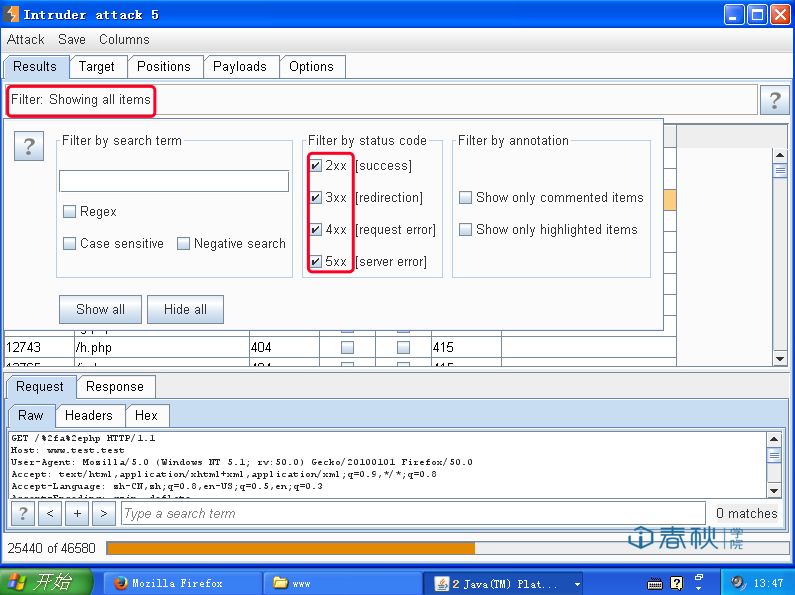 Intruder attack 5
Attack Save Columns
Results Target Positions Payloads Options
Filter: Showing all items
?
?
Filter by search term
Regex
Case sensitive Negative search
Filter by status code
2xx [success]
3xx [redirection]
4xx [request error]
5xx [server error]
Filter by annotation
Show only commented items
Show only highlighted items
Show all Hide all
12743 /h.php 404 415
Request Response
Raw Headers Hex
GET /%2fa%2ephp HTTP/1.1
Host: www.test.test
User-Agent: Mozilla/5.0 (Windows NT 5.1; rv:50.0) Gecko/20100101 Firefox/50.0
Accept: text/html,application/xhtml+xml,application/xml;q=0.9,*/*;q=0.8
Accept-Language: zh-CN,zh;q=0.8,en-US;q=0.5,en;q=0.3
Accept-Encoding: gzip, deflate
? < + > Type a search term 0 matches
25440 of 46580
春秋学院
开始 Mozilla Firefox www 2 Java(TM) Plat... ? 13:47